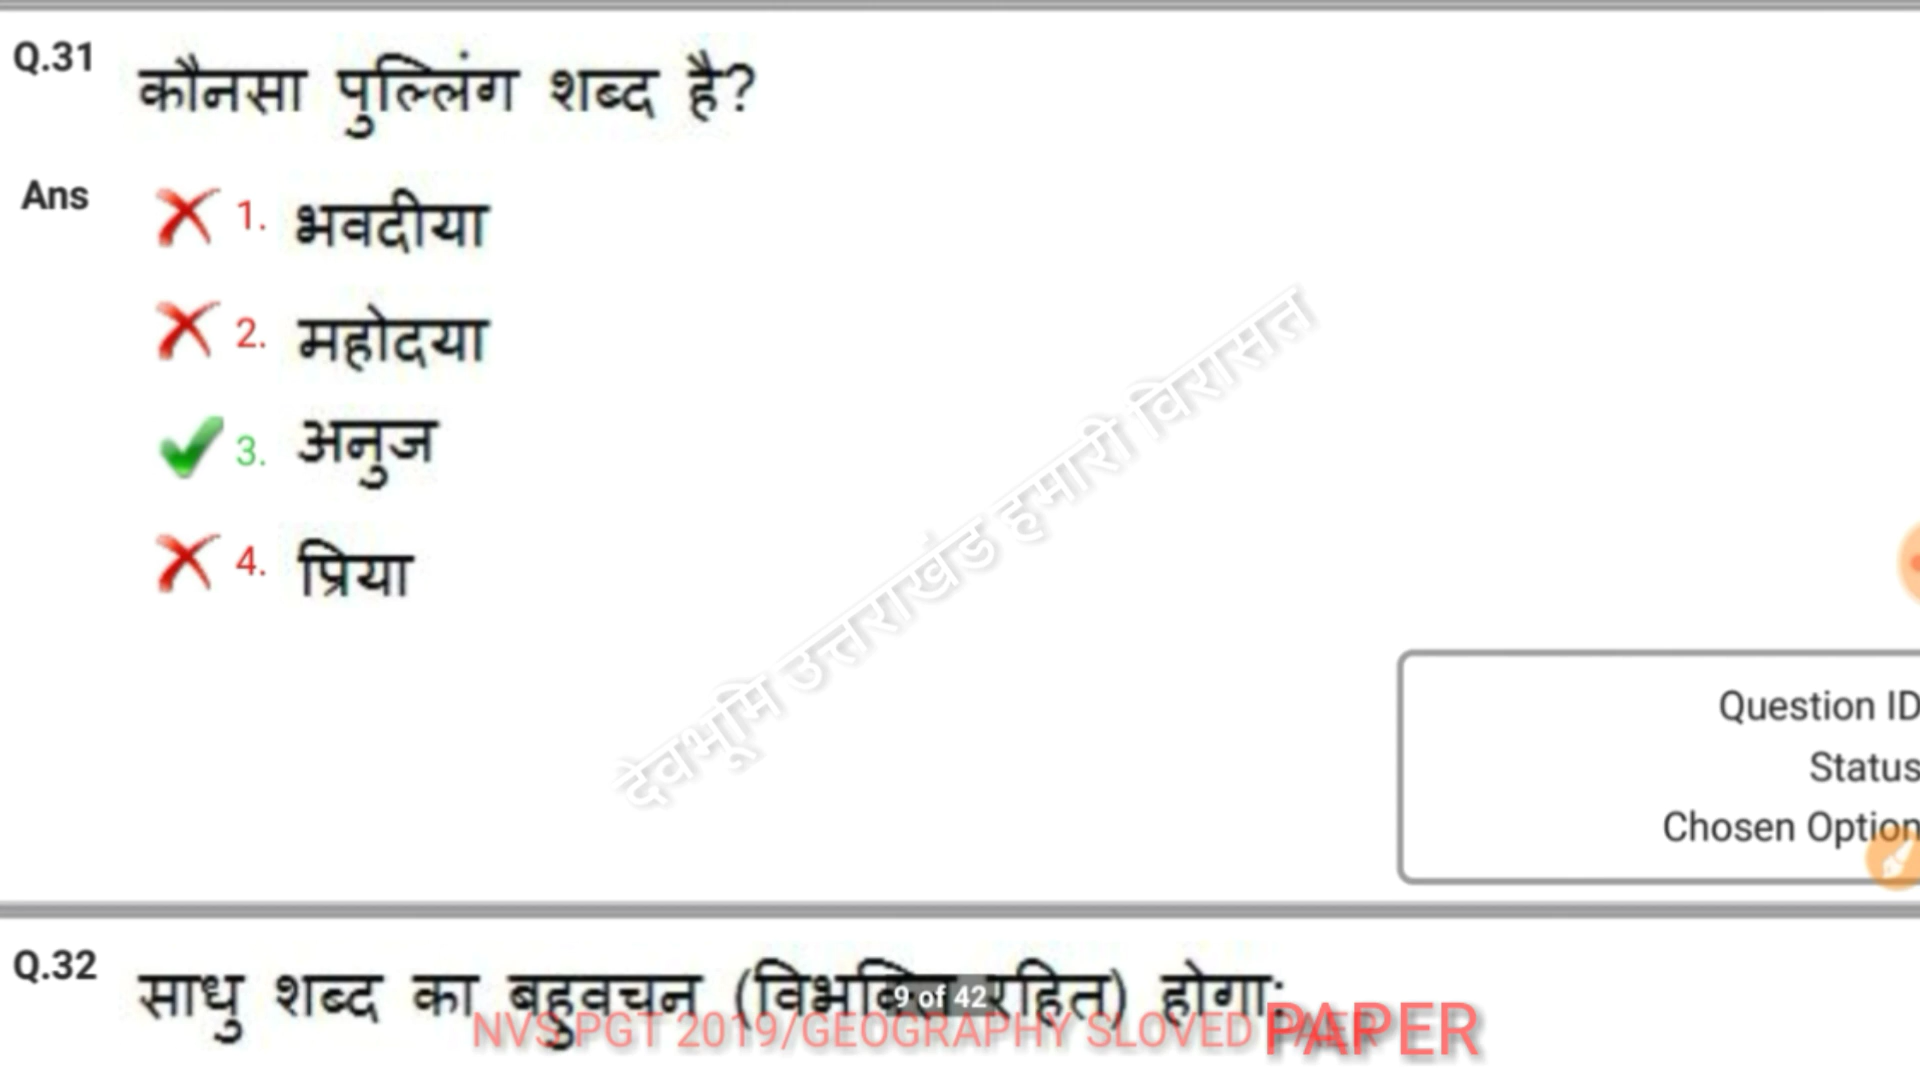 Q.31 कौनसा पुल्लिंग शब्द है?
Ans 1. भवदीया
2. महोदया
3. अनुज
4. प्रिया
देवभूमि उत्तराखंड हमारी विरासत
Question ID
Status
Chosen Option
Q.32 साधु शब्द का बहुवचन (विभक्ति रहित) होगा:
9 of 42
NVS PGT 2019/GEOGRAPHY SLOVED PAPER